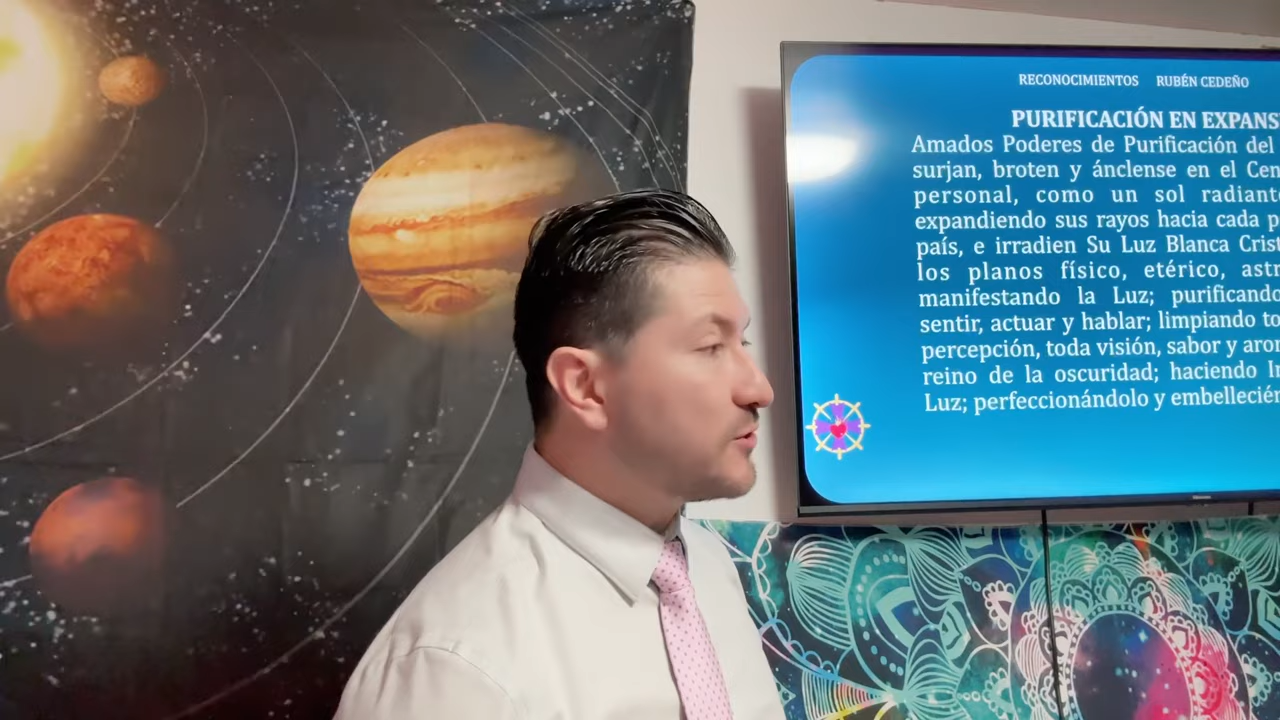 RECONOCIMIENTOS RUBÉN CEDEÑO
PURIFICACIÓN EN EXPANS
Amados Poderes de Purificación del
surjan, broten y ánclense en el Cen
personal, como un sol radiant
expandiendo sus rayos hacia cada p
país, e irradien Su Luz Blanca Crist
los planos físico, etérico, astr
manifestando la Luz; purificando
sentir, actuar y hablar; limpiando to
percepción, toda visión, sabor y aro
reino de la oscuridad; haciendo
Luz; perfeccionándolo y embellecié